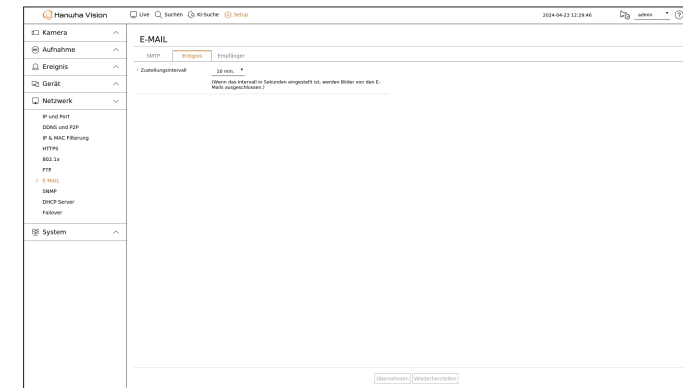 Hanwha Vision
Live Suchen KI-Suche Setup
2024-04-23 12:29:46
admin
?
Kamera
Aufnahme
Ereignis
Gerät
Netzwerk
IP und Port
DDNS und P2P
IP & MAC Filterung
HTTPS
802.1x
FTP
E-MAIL
SNMP
DHCP Server
Failover
System
E-MAIL
SMTP Ereignis Empfänger
Zustellungsintervall 10 min.
(Wenn das Intervall in Sekunden eingestellt ist, werden Bilder von den E-
Mails ausgeschlossen.)
Übernehmen Wiederherstellen